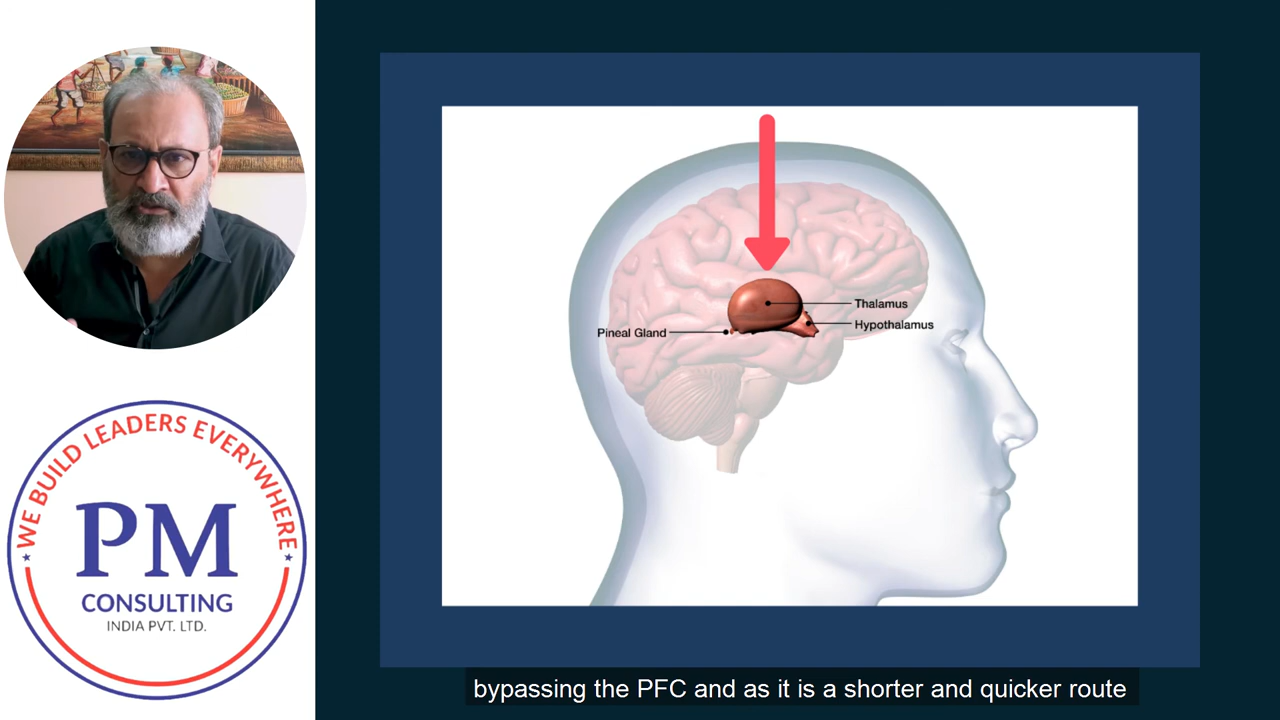 WE BUILD LEADERS EVERYWHERE
PM
CONSULTING
INDIA PVT. LTD.
Thalamus
Hypothalamus
Pineal Gland
bypassing the PFC and as it is a shorter and quicker route